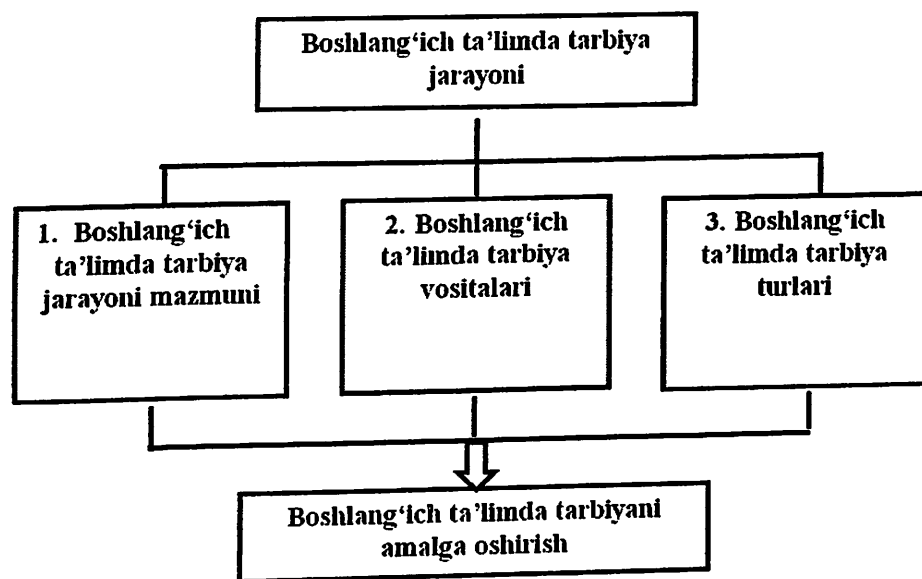 Boshlang‘ich ta’limda tarbiya
jarayoni
1. Boshlang‘ich
ta’limda tarbiya
jarayoni mazmuni
2. Boshlang‘ich
ta’limda tarbiya
vositalari
3. Boshlang‘ich
ta’limda tarbiya
turlari
Boshlang‘ich ta’limda tarbiyani
amalga oshirish